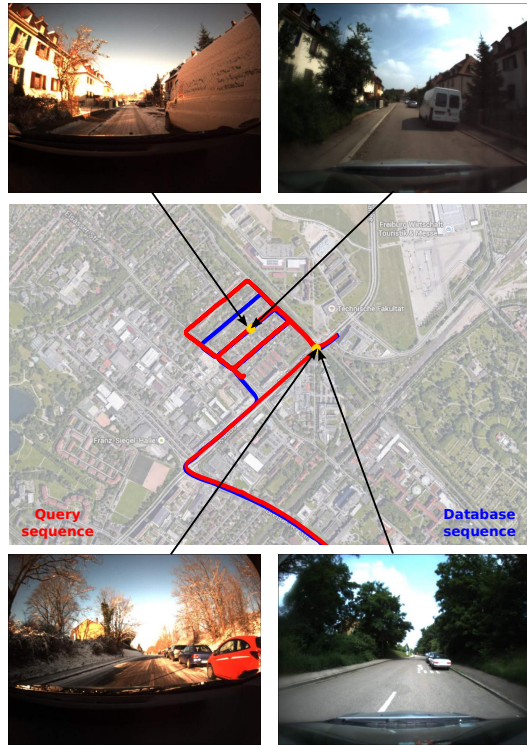 Freiburg Wirtschaft
Touristik & Messe...
Technische Fakultät
Franz-Siegel-Halle
Query
sequence
Database
sequence